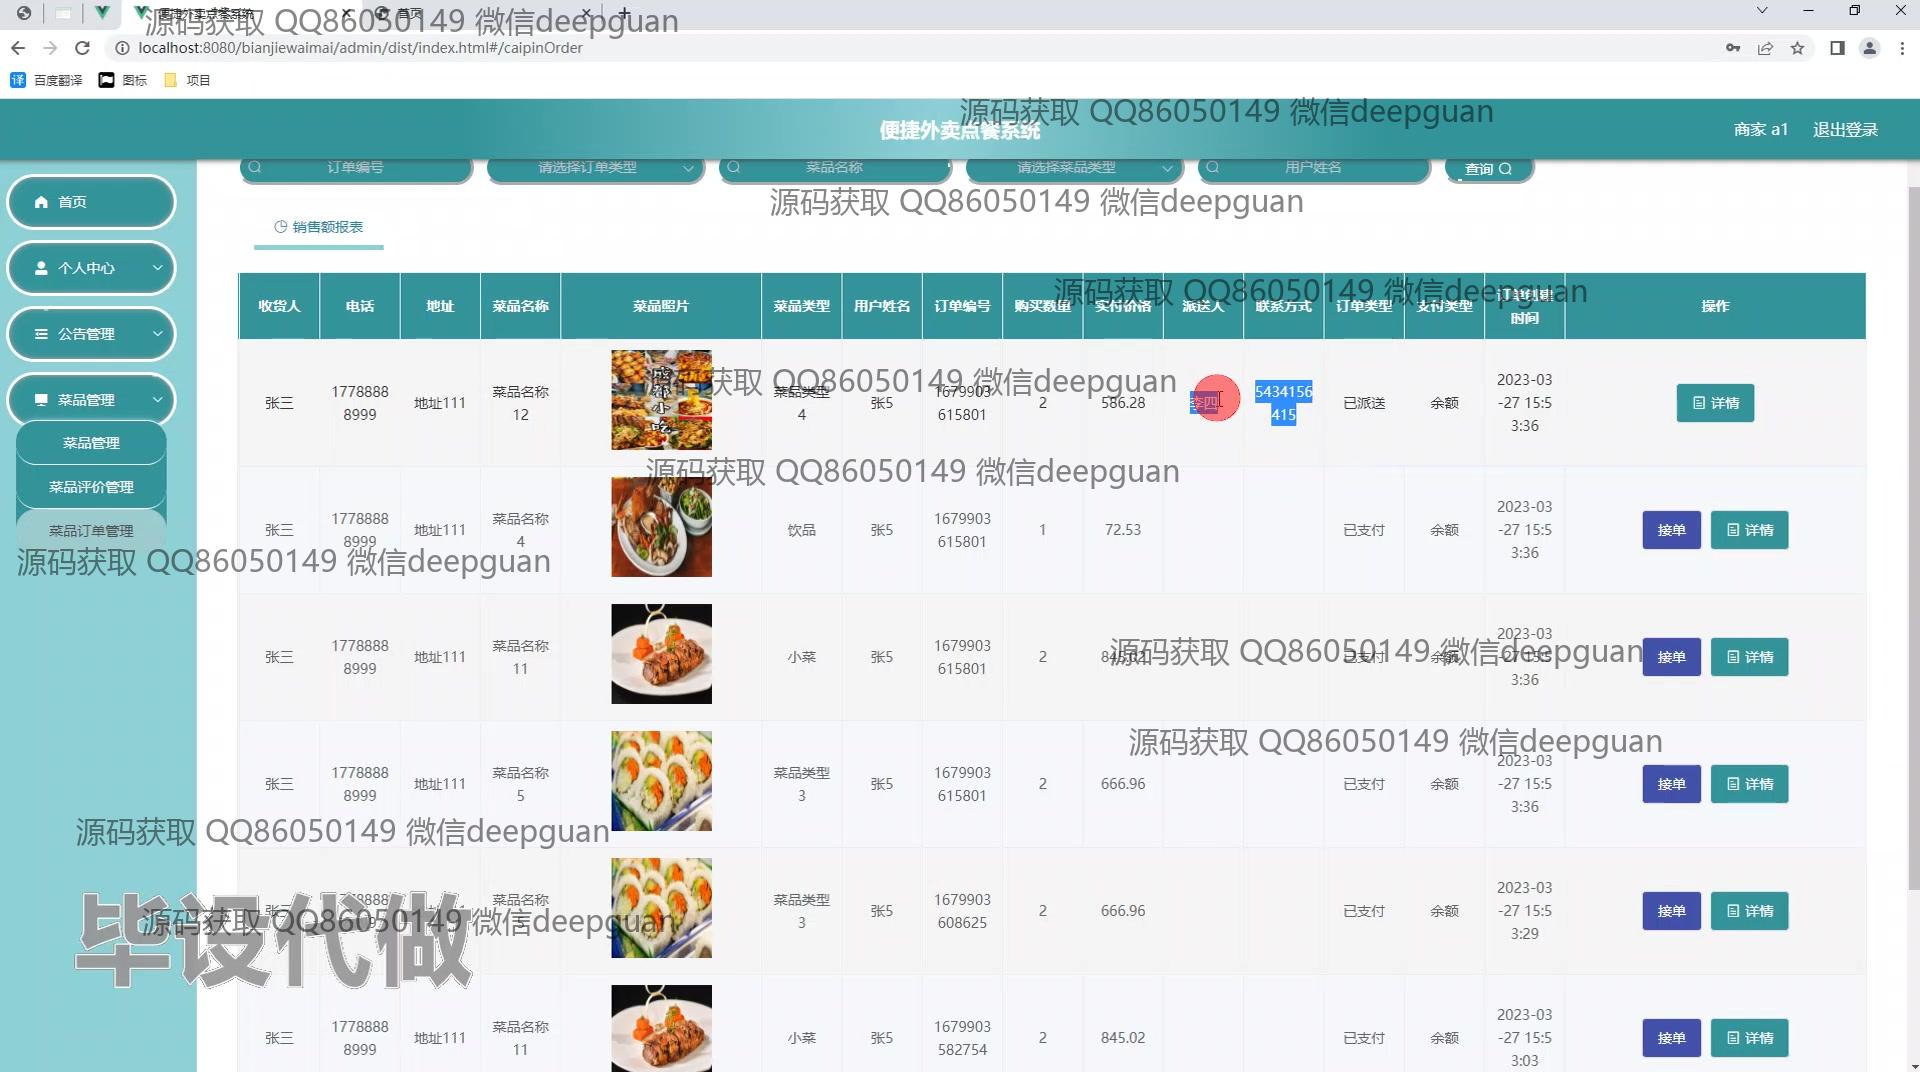 便捷外卖点餐系统
首页
源码获取 QQ86050149 微信deepguan
localhost:8080/bianjiewaimai/admin/dist/index.html#/caipinOrder
译 百度翻译 图标 项目
源码获取 QQ86050149 微信deepguan
便捷外卖点餐系统
商家 a1 退出登录
订单编号 请选择订单类型 菜品名称 请选择菜品类型 用户姓名 查询
源码获取 QQ86050149 微信deepguan
销售额报表
首页
个人中心
公告管理
菜品管理
菜品管理
菜品评价管理
菜品订单管理
源码获取 QQ86050149 微信deepguan
收货人 电话 地址 菜品名称 菜品照片 菜品类型 用户姓名 订单编号 购买数量 实付价格 派送人 联系方式 订单类型 支付类型 订单创建时间 操作
源码获取 QQ86050149 微信deepguan
张三 17788888999 地址111 菜品名称12 成都小吃 菜品类型4 张5 1679903615801 2 586.28 李四 5434156415 已派送 余额 2023-03-27 15:53:36 详情
源码获取 QQ86050149 微信deepguan
张三 17788888999 地址111 菜品名称4 饮品 张5 1679903615801 1 72.53 已支付 余额 2023-03-27 15:53:36 接单 详情
张三 17788888999 地址111 菜品名称11 小菜 张5 1679903615801 2 845.02 已支付 余额 2023-03-27 15:53:36 接单 详情
源码获取 QQ86050149 微信deepguan
源码获取 QQ86050149 微信deepguan
张三 17788888999 地址111 菜品名称5 菜品类型3 张5 1679903615801 2 666.96 已支付 余额 2023-03-27 15:53:36 接单 详情
源码获取 QQ86050149 微信deepguan
张三 17788888999 菜品名称5 菜品类型3 张5 1679903608625 2 666.96 已支付 余额 2023-03-27 15:53:29 接单 详情
源码获取 QQ86050149 微信deepguan
毕设代做
张三 17788888999 地址111 菜品名称11 小菜 张5 1679903582754 2 845.02 已支付 余额 2023-03-27 15:53:03 接单 详情